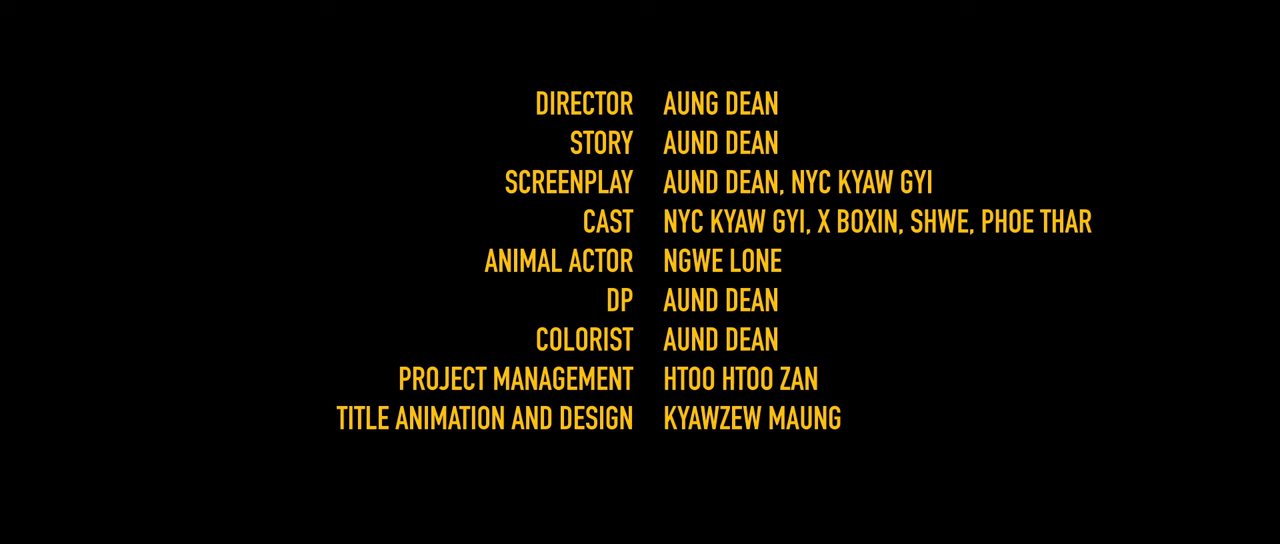 DIRECTOR AUNG DEAN
STORY AUND DEAN
SCREENPLAY AUND DEAN, NYC KYAW GYI
CAST NYC KYAW GYI, X BOXIN, SHWE, PHOE THAR
ANIMAL ACTOR NGWE LONE
DP AUND DEAN
COLORIST AUND DEAN
PROJECT MANAGEMENT HTOO HTOO ZAN
TITLE ANIMATION AND DESIGN KYAWZEW MAUNG